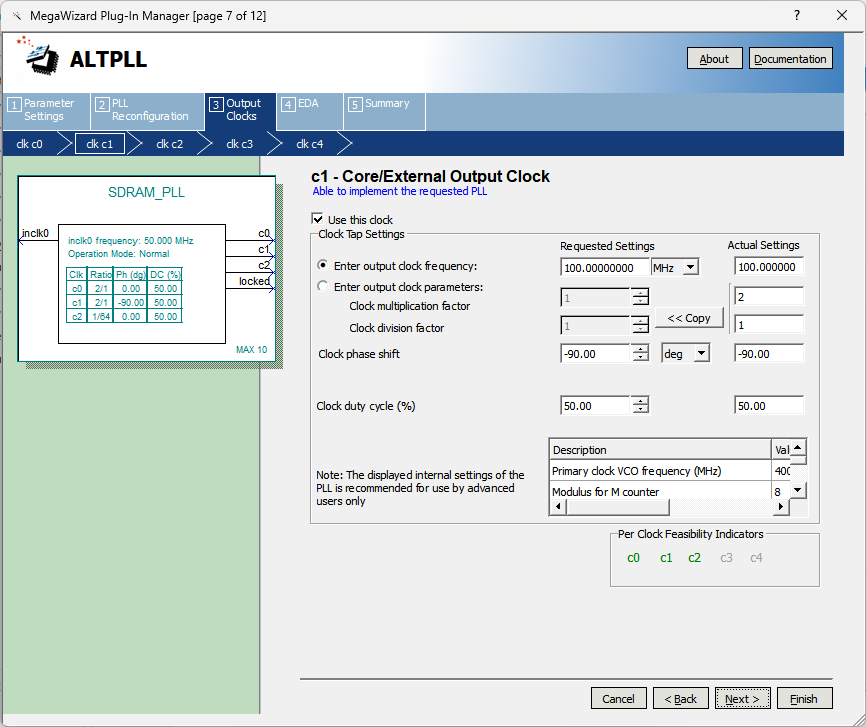 MegaWizard Plug-In Manager [page 7 of 12]
?
ALTPLL
About
Documentation
1 Parameter Settings
2 PLL Reconfiguration
3 Output Clocks
4 EDA
5 Summary
clk c0
clk c1
clk c2
clk c3
clk c4
SDRAM_PLL
inclk0
inclk0 frequency: 50.000 MHz
Operation Mode: Normal
Clk Ratio Ph (dg) DC (%)
c0 2/1 0.00 50.00
c1 2/1 -90.00 50.00
c2 1/64 0.00 50.00
c0
c1
c2
locked
MAX 10
c1 - Core/External Output Clock
Able to implement the requested PLL
Use this clock
Clock Tap Settings
Requested Settings
Actual Settings
Enter output clock frequency:
100.00000000
MHz
100.000000
Enter output clock parameters:
Clock multiplication factor
1
2
<< Copy
Clock division factor
1
1
Clock phase shift
-90.00
deg
-90.00
Clock duty cycle (%)
50.00
50.00
Note: The displayed internal settings of the
PLL is recommended for use by advanced
users only
Description
Val
Primary clock VCO frequency (MHz)
400
Modulus for M counter
8
Per Clock Feasibility Indicators
c0 c1 c2 c3 c4
Cancel
< Back
Next >
Finish